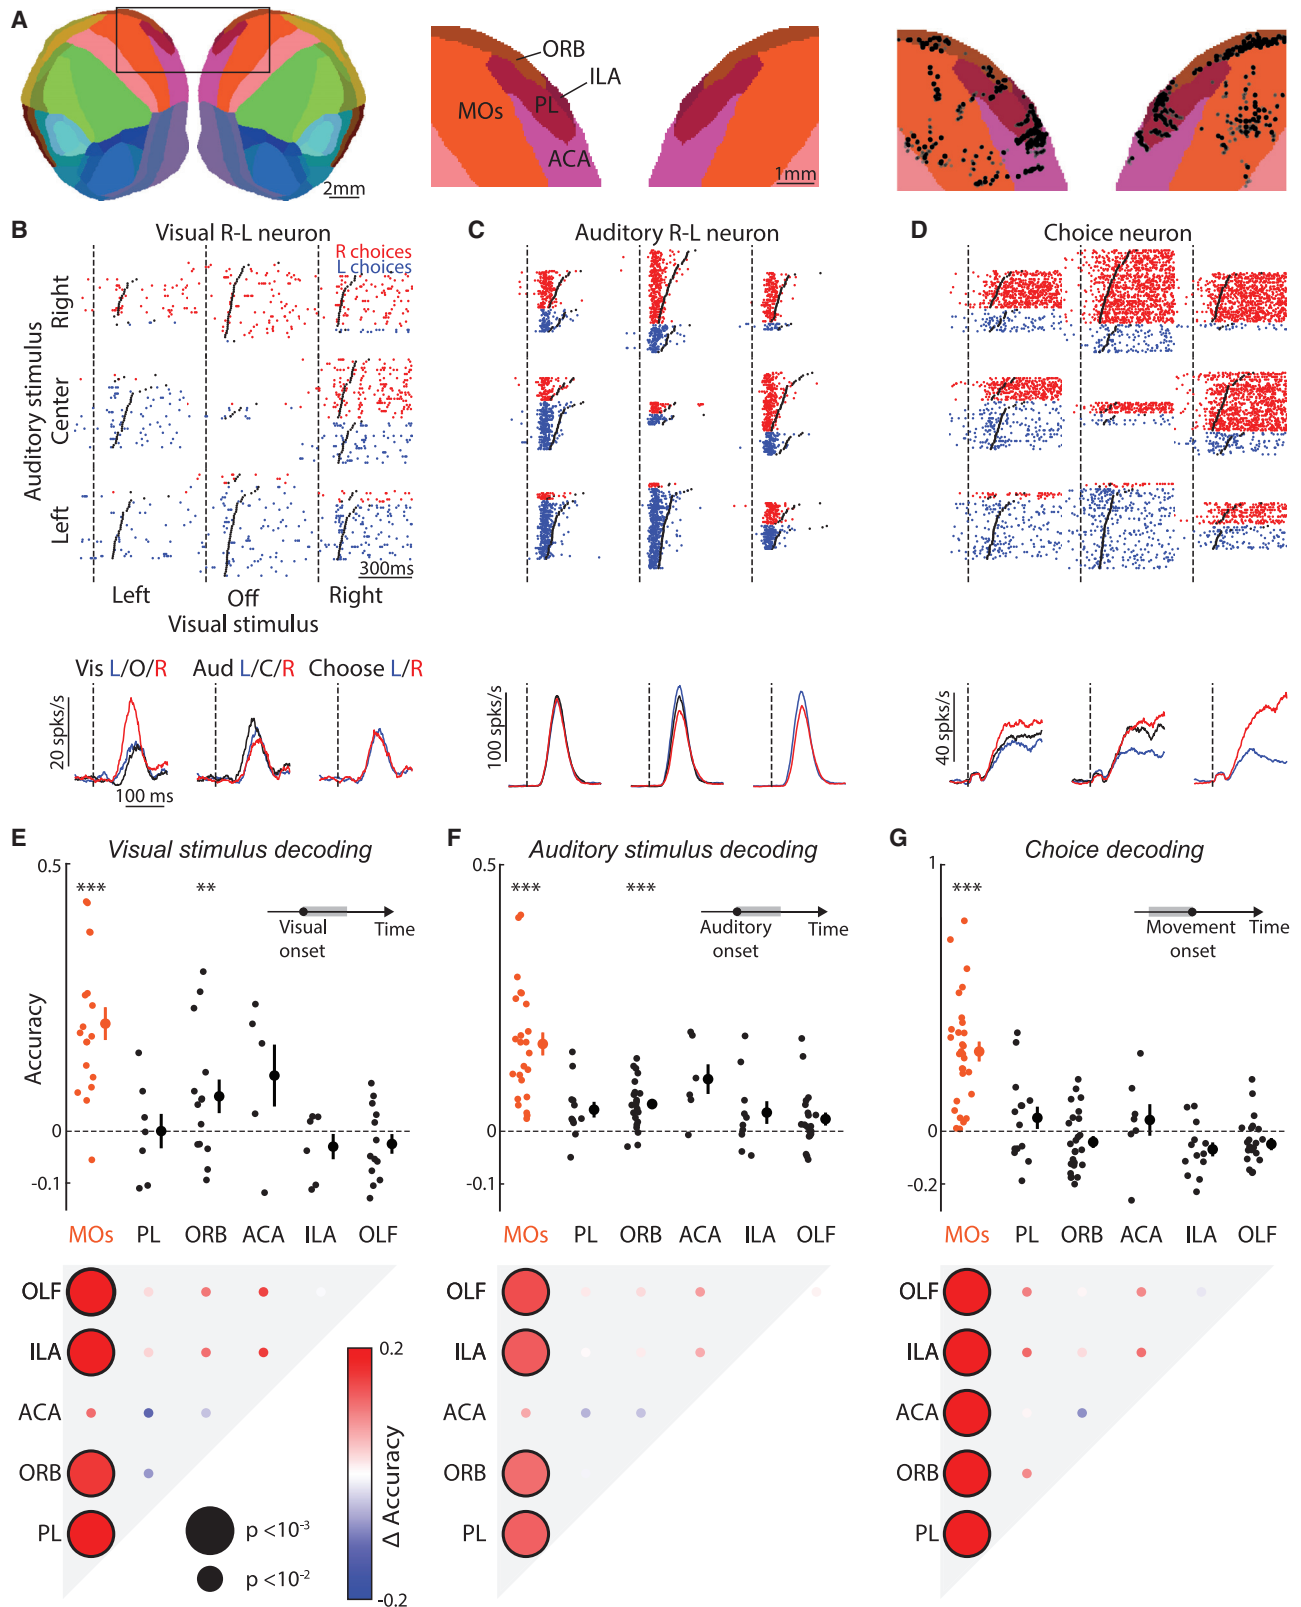 A
2mm
ORB
ILA
PL
MOs
ACA
1mm
B
Visual R-L neuron
R choices
L choices
Auditory stimulus
Right
Center
Left
300ms
Left
Off
Right
Visual stimulus
Vis L/O/R
Aud L/C/R
Choose L/R
20 spks/s
100 ms
C
Auditory R-L neuron
100 spks/s
D
Choice neuron
40 spks/s
E
Visual stimulus decoding
0.5
***
**
Visual onset
Time
Accuracy
0
-0.1
MOs
PL
ORB
ACA
ILA
OLF
OLF
ILA
ACA
ORB
PL
p <10-3
p <10-2
0.2
Δ Accuracy
-0.2
F
Auditory stimulus decoding
0.5
***
***
Auditory onset
Time
0
-0.1
MOs
PL
ORB
ACA
ILA
OLF
OLF
ILA
ACA
ORB
PL
G
Choice decoding
1
***
Movement onset
Time
0
-0.2
MOs
PL
ORB
ACA
ILA
OLF
OLF
ILA
ACA
ORB
PL